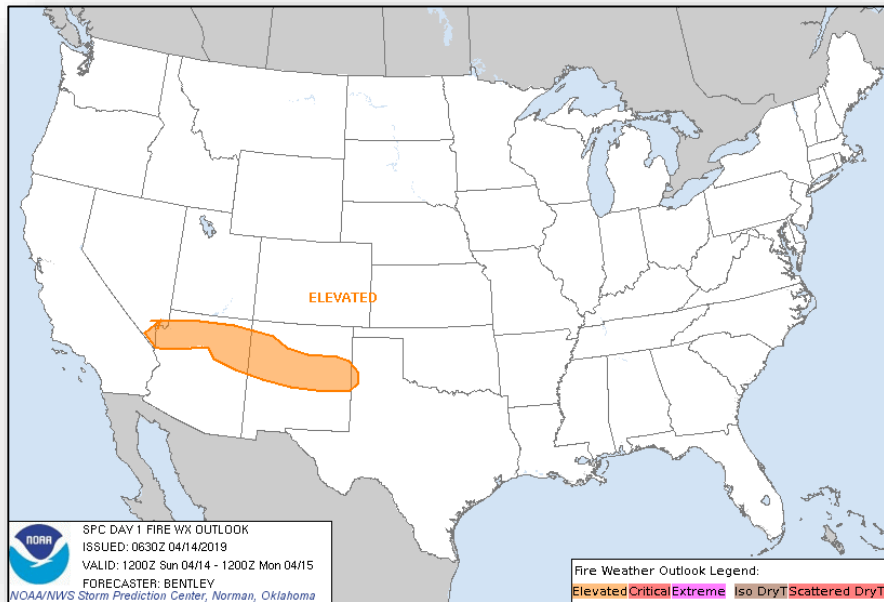 ELEVATED
SPC DAY 1 FIRE WX OUTLOOK
ISSUED: 0630Z 04/14/2019
VALID: 1200Z Sun 04/14 - 1200Z Mon 04/15
FORECASTER: BENTLEY
NOAA/NWS Storm Prediction Center, Norman, Oklahoma
NOAA
Fire Weather Outlook Legend:
Elevated Critical Extreme Iso DryT Scattered DryT